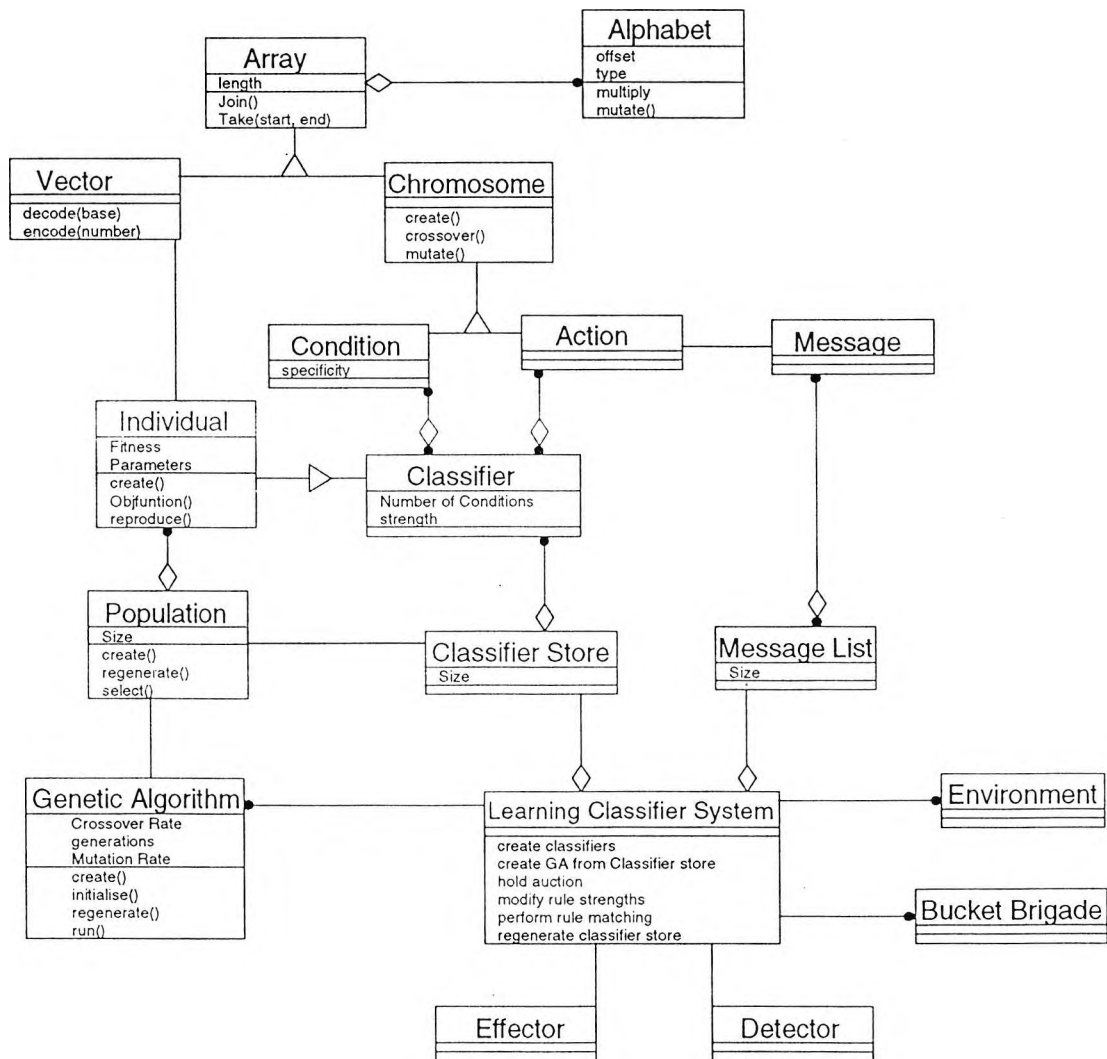 Alphabet
offset
type
multiply
mutate()
Array
length
Join()
Take(start, end)
Vector
decode(base)
encode(number)
Chromosome
create()
crossover()
mutate()
Condition
specificity
Action
Message
Individual
Fitness
Parameters
create()
Objfuntion()
reproduce()
Classifier
Number of Conditions
strength
Population
Size
create()
regenerate()
select()
Classifier Store
Size
Message List
Size
Genetic Algorithm
Crossover Rate
generations
Mutation Rate
create()
initialise()
regenerate()
run()
Learning Classifier System
create classifiers
create GA from Classifier store
hold auction
modify rule strengths
perform rule matching
regenerate classifier store
Environment
Bucket Brigade
Effector
Detector